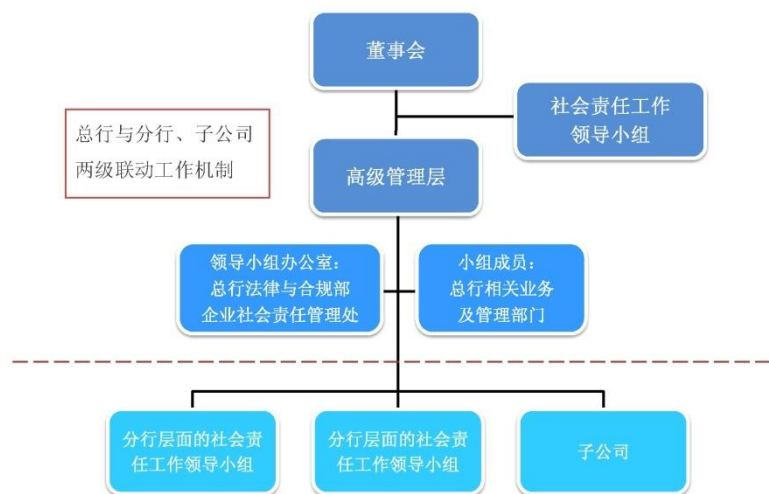 董事会
社会责任工作
领导小组
总行与分行、子公司
两级联动工作机制
高级管理层
领导小组办公室：
总行法律与合规部
企业社会责任管理处
小组成员：
总行相关业务
及管理部门
分行层面的社会责
任工作领导小组
分行层面的社会责
任工作领导小组
子公司